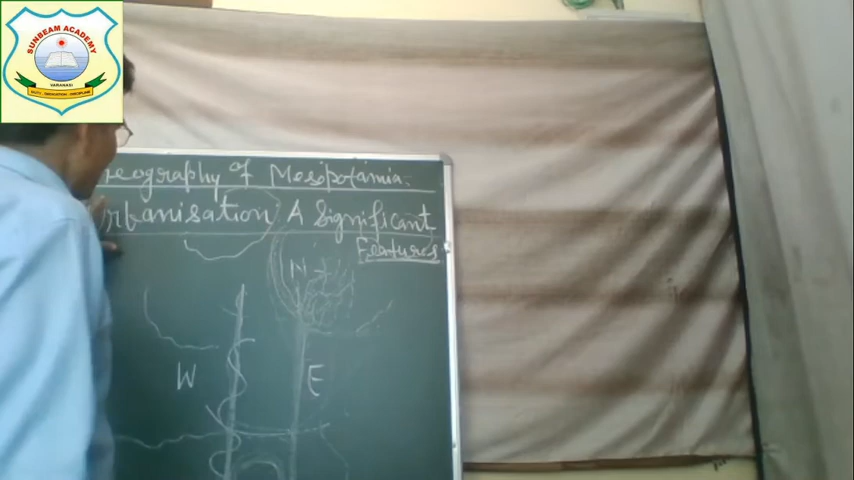 SUNBEAM ACADEMY
VARANASI
eography of Mesopotamia:
rbanisation A Significant
Features
N
W E